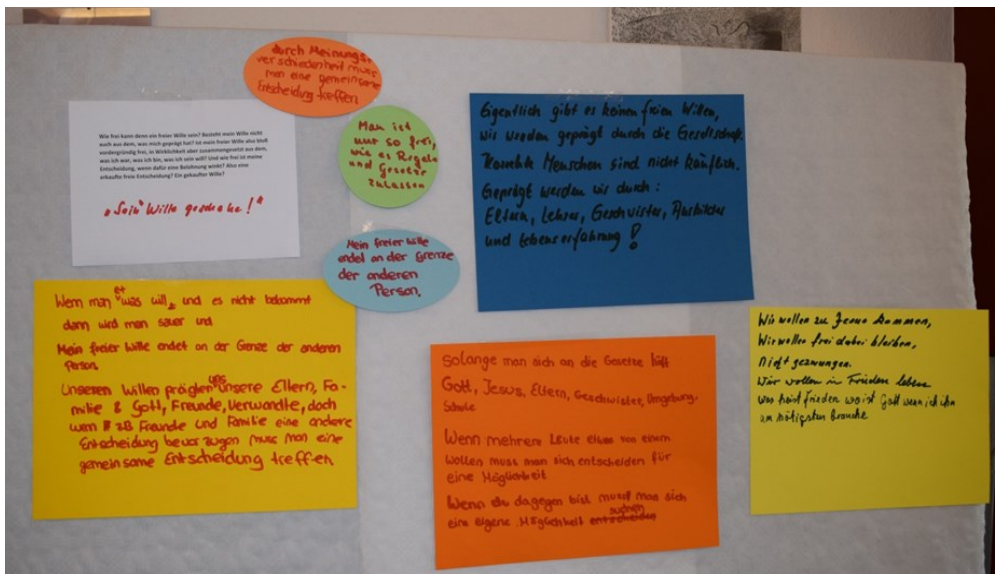 durch Meinungs-
verschiedenheit muss
man eine gemeinsame
Entscheidung treffen
Wie frei kann denn ein freier Wille sein? Besteht mein Wille nicht
auch aus dem, was mich geprägt hat? Ist mein freier Wille also bloß
vordergründig frei, in Wirklichkeit aber zusammengesetzt aus dem,
was ich war, was ich bin, was ich sein will? Und wie frei ist meine
Entscheidung, wenn dafür eine Belohnung winkt? Also eine
erkaufte freie Entscheidung? Ein gekaufter Wille?
"Sein" Wille geschehe!"
Man ist
nur so frei,
wie es Regeln
und Gesetze
zulassen
Eigentlich gibt es keinen freien Willen,
wir werden geprägt durch die Gesellschaft.
Korrekte Menschen sind nicht käuflich.
Geprägt werden wir durch:
Eltern, Lehrer, Geschwister, Ausbilder
und Lebenserfahrung!
Mein freier Wille
endet an der Grenze
der anderen
Person.
Wenn man etwas will, und es nicht bekommt
dann wird man sauer und
Mein freier Wille endet an der Grenze der anderen
Person.
Unseren Willen prägten uns unsere Eltern, Fa-
milie & Gott, Freunde, Verwandte, doch
wen zB Freunde und Familie eine andere
Entscheidung bevorzugen muss man eine
gemeinsame Entscheidung treffen
solange man sich an die Gesetze hält
Gott, Jesus, Eltern, Geschwister, Umgebung,
Schule
Wenn mehrere Leute etwas von einem
wollen muss man sich entscheiden für
eine Möglichkeit
Wenn du dagegen bist musst man sich
eine eigene Möglichkeit suchen entscheiden
Wir wollen zu Jesus kommen,
Wir wollen frei dabei bleiben,
Nicht gezwungen.
Wir wollen in Frieden leben
was heist frieden wo ist Gott wenn ich ihn
am nötigsten brauche